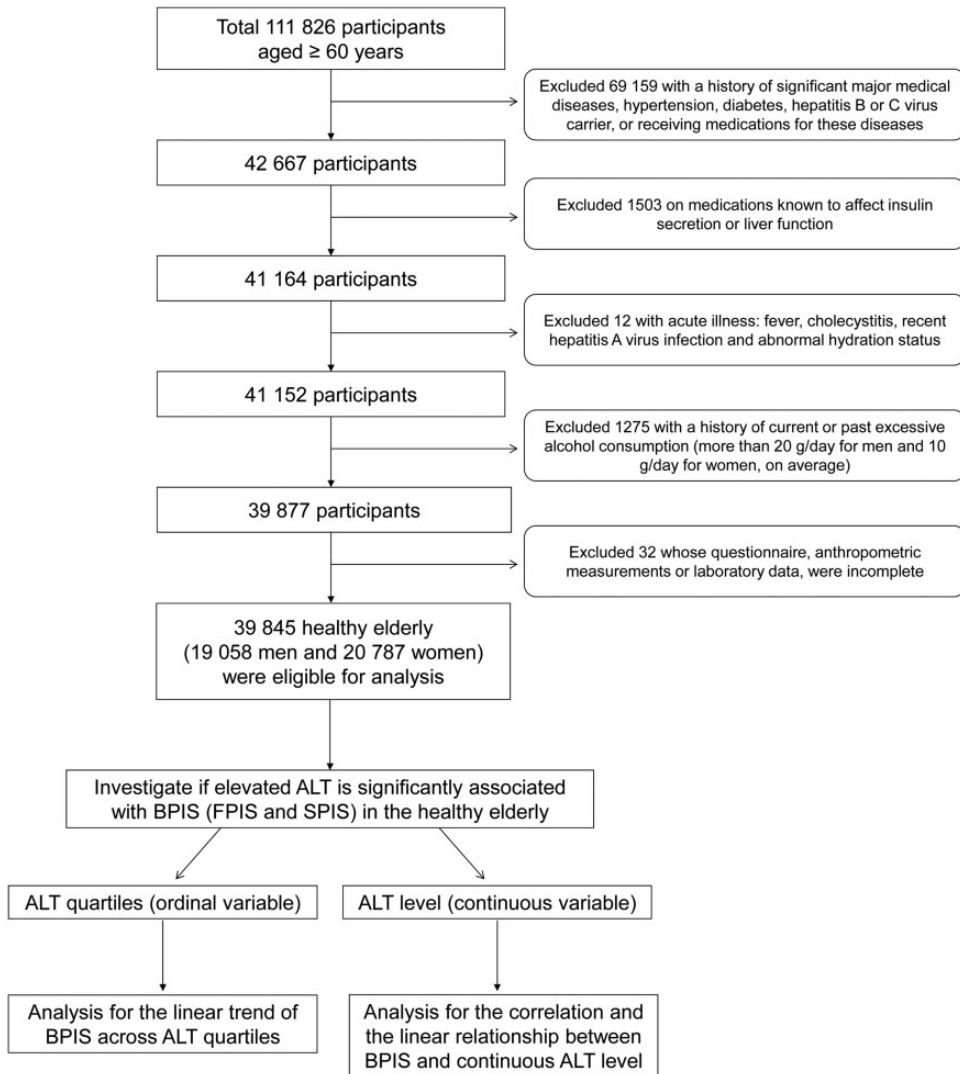 Total 111 826 participants
aged ≥ 60 years
Excluded 69 159 with a history of significant major medical
diseases, hypertension, diabetes, hepatitis B or C virus
carrier, or receiving medications for these diseases
42 667 participants
Excluded 1503 on medications known to affect insulin
secretion or liver function
41 164 participants
Excluded 12 with acute illness: fever, cholecystitis, recent
hepatitis A virus infection and abnormal hydration status
41 152 participants
Excluded 1275 with a history of current or past excessive
alcohol consumption (more than 20 g/day for men and 10
g/day for women, on average)
39 877 participants
Excluded 32 whose questionnaire, anthropometric
measurements or laboratory data, were incomplete
39 845 healthy elderly
(19 058 men and 20 787 women)
were eligible for analysis
Investigate if elevated ALT is significantly associated
with BPIS (FPIS and SPIS) in the healthy elderly
ALT quartiles (ordinal variable)
ALT level (continuous variable)
Analysis for the linear trend of
BPIS across ALT quartiles
Analysis for the correlation and
the linear relationship between
BPIS and continuous ALT level